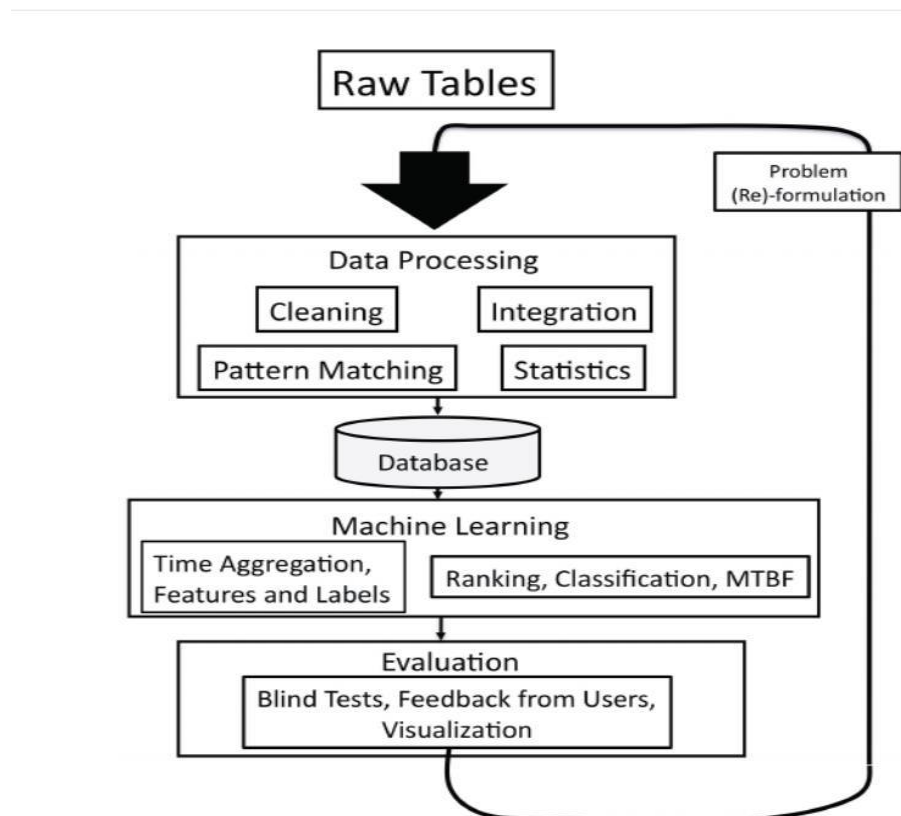 Raw Tables
Problem
(Re)-formulation
Data Processing
Cleaning
Integration
Pattern Matching
Statistics
Database
Machine Learning
Time Aggregation,
Features and Labels
Ranking, Classification, MTBF
Evaluation
Blind Tests, Feedback from Users,
Visualization